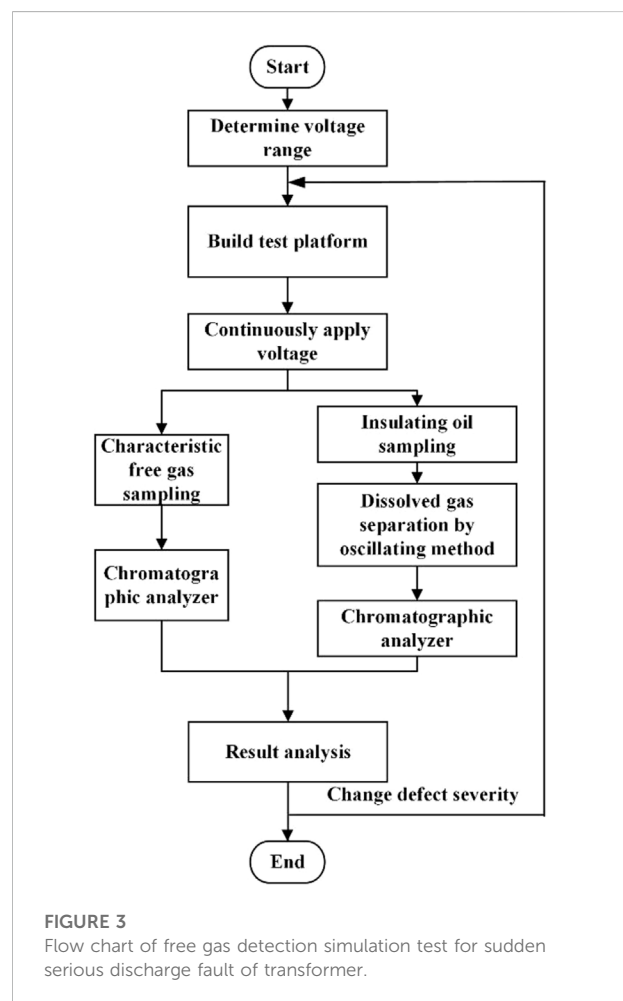 Start
Determine voltage
range
Build test platform
Continuously apply
voltage
Characteristic
free gas
sampling
Chromatogra
phic analyzer
Insulating oil
sampling
Dissolved gas
separation by
oscillating method
Chromatographic
analyzer
Result analysis
Change defect severity
End
FIGURE 3
Flow chart of free gas detection simulation test for sudden
serious discharge fault of transformer.